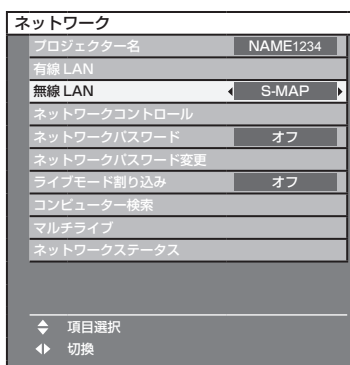 ネットワーク
プロジェクター名 NAME1234
有線 LAN
無線 LAN S-MAP
ネットワークコントロール
ネットワークパスワード オフ
ネットワークパスワード変更
ライブモード割り込み オフ
コンピューター検索
マルチライブ
ネットワークステータス
項目選択
切換